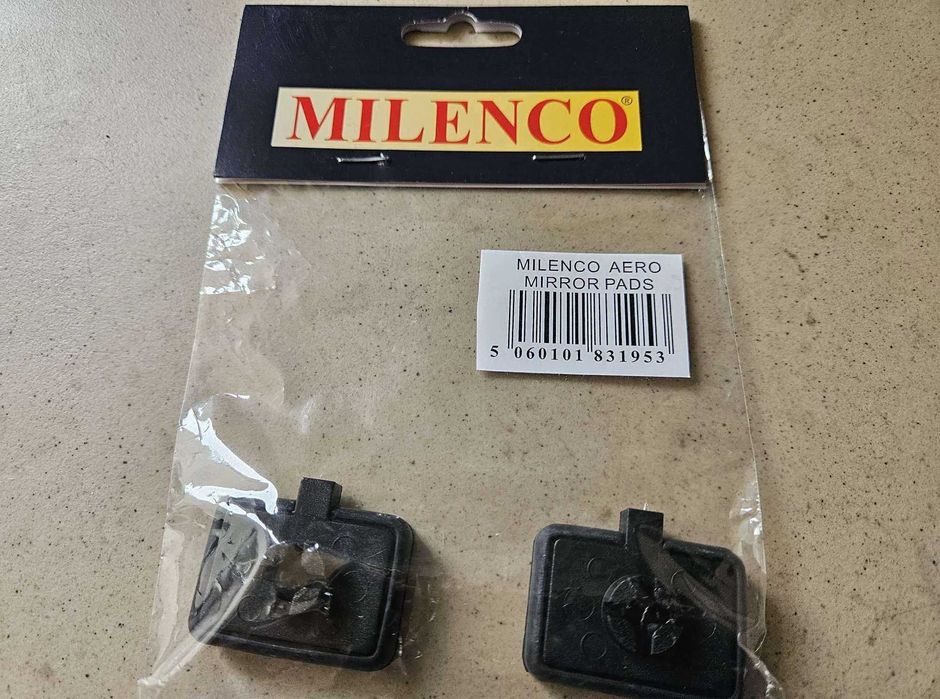 MILENCO®
MILENCO AERO
MIRROR PADS
5 060101 831953